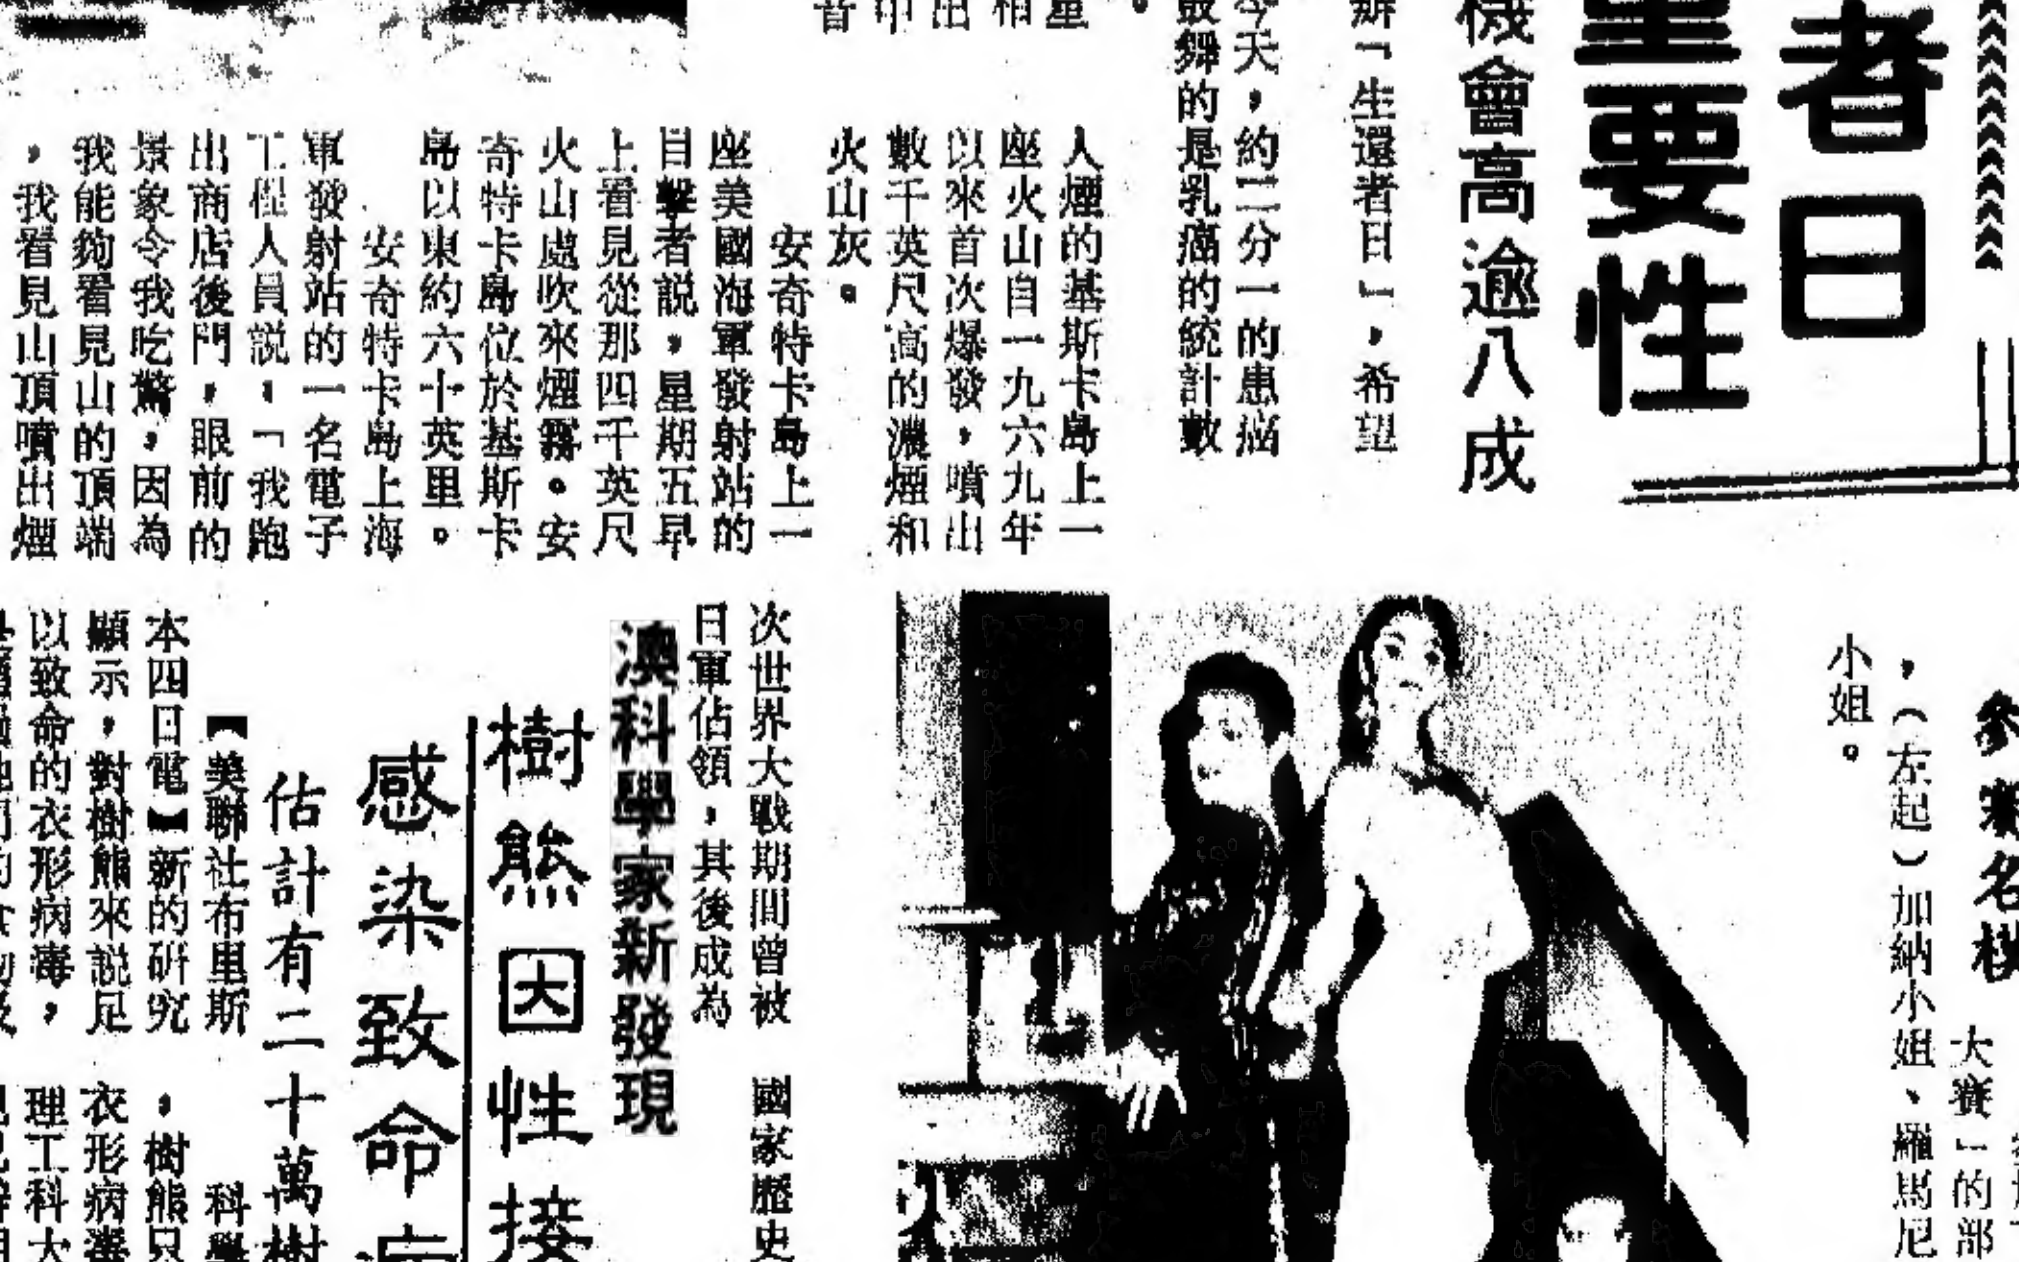 者日
重要性
機會高逾八成
辦「生還者日」，希望
今天，約三分一的患癌
鼓舞的是乳癌的統計數
人煙的基斯卡島上一
座火山自一九六九年
以來首次爆發，噴出
數千英尺高的濃煙和
火山灰。
安奇特卡島上一
座美國海軍發射站的
目擊者説，星期五早
上看見從那四千英尺
火山處吹來煙霧。安
奇特卡島位於基斯卡
島以東約六十英里。
安奇特卡島上海
軍發射站的一名電子
工程人員説：「我跑
出商店後門，眼前的
景象令我吃驚，因為
我能夠看見山的頂端
，我看見山頂噴出煙
參賽名模
大賽」的部
，（左起）加納小姐、羅馬尼
小姐。
次世界大戰期間曾被
日軍佔領，其後成為
國家歷史
澳科學家新發現
樹熊因性接
感染致命
估計有二十萬樹
【美聯社布里斯
本四日電】新的研究
顯示，對樹熊來説足
以致命的衣形病毒，
科學
，樹熊只
衣形病毒
理工科大